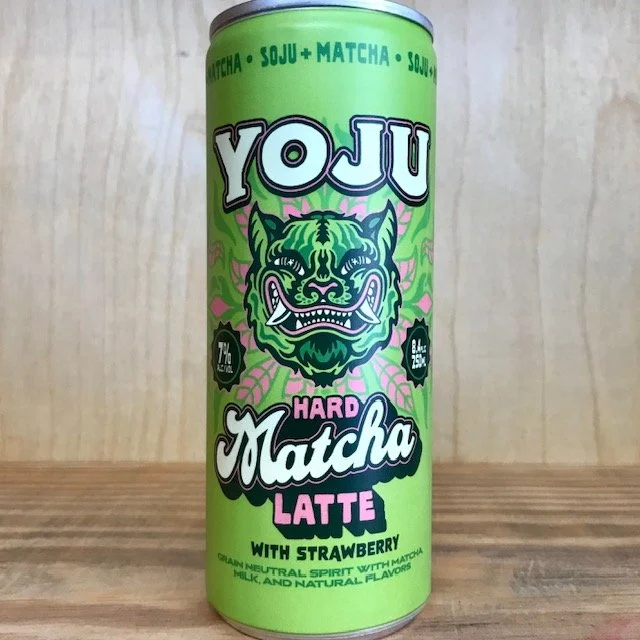 MATCHA • SOJU + MATCHA • SOJU +
YOJU
7%
ALC/VOL
8.4 FL OZ
250ML
HARD
Matcha
LATTE
WITH STRAWBERRY
GRAIN NEUTRAL SPIRIT WITH MATCHA
MILK, AND NATURAL FLAVORS